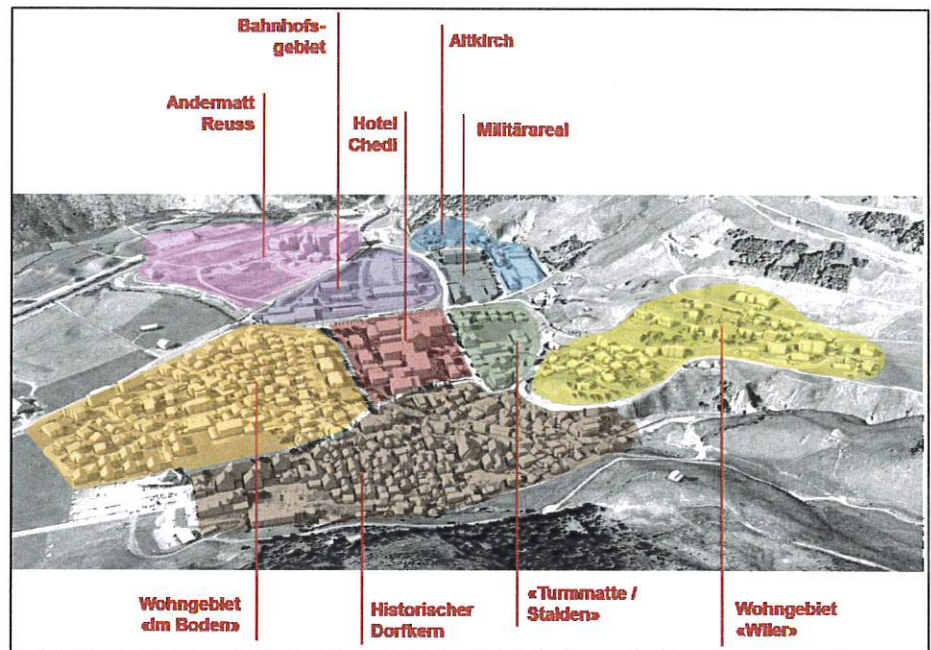 Bahnhofs-
gebiet
Altkirch
Andermatt
Reuss
Hotel
Chedi
Militärareal
Wohngebiet
«Im Boden»
Historischer
Dorfkern
«Turmmatte /
Stalden»
Wohngebiet
«Wiler»